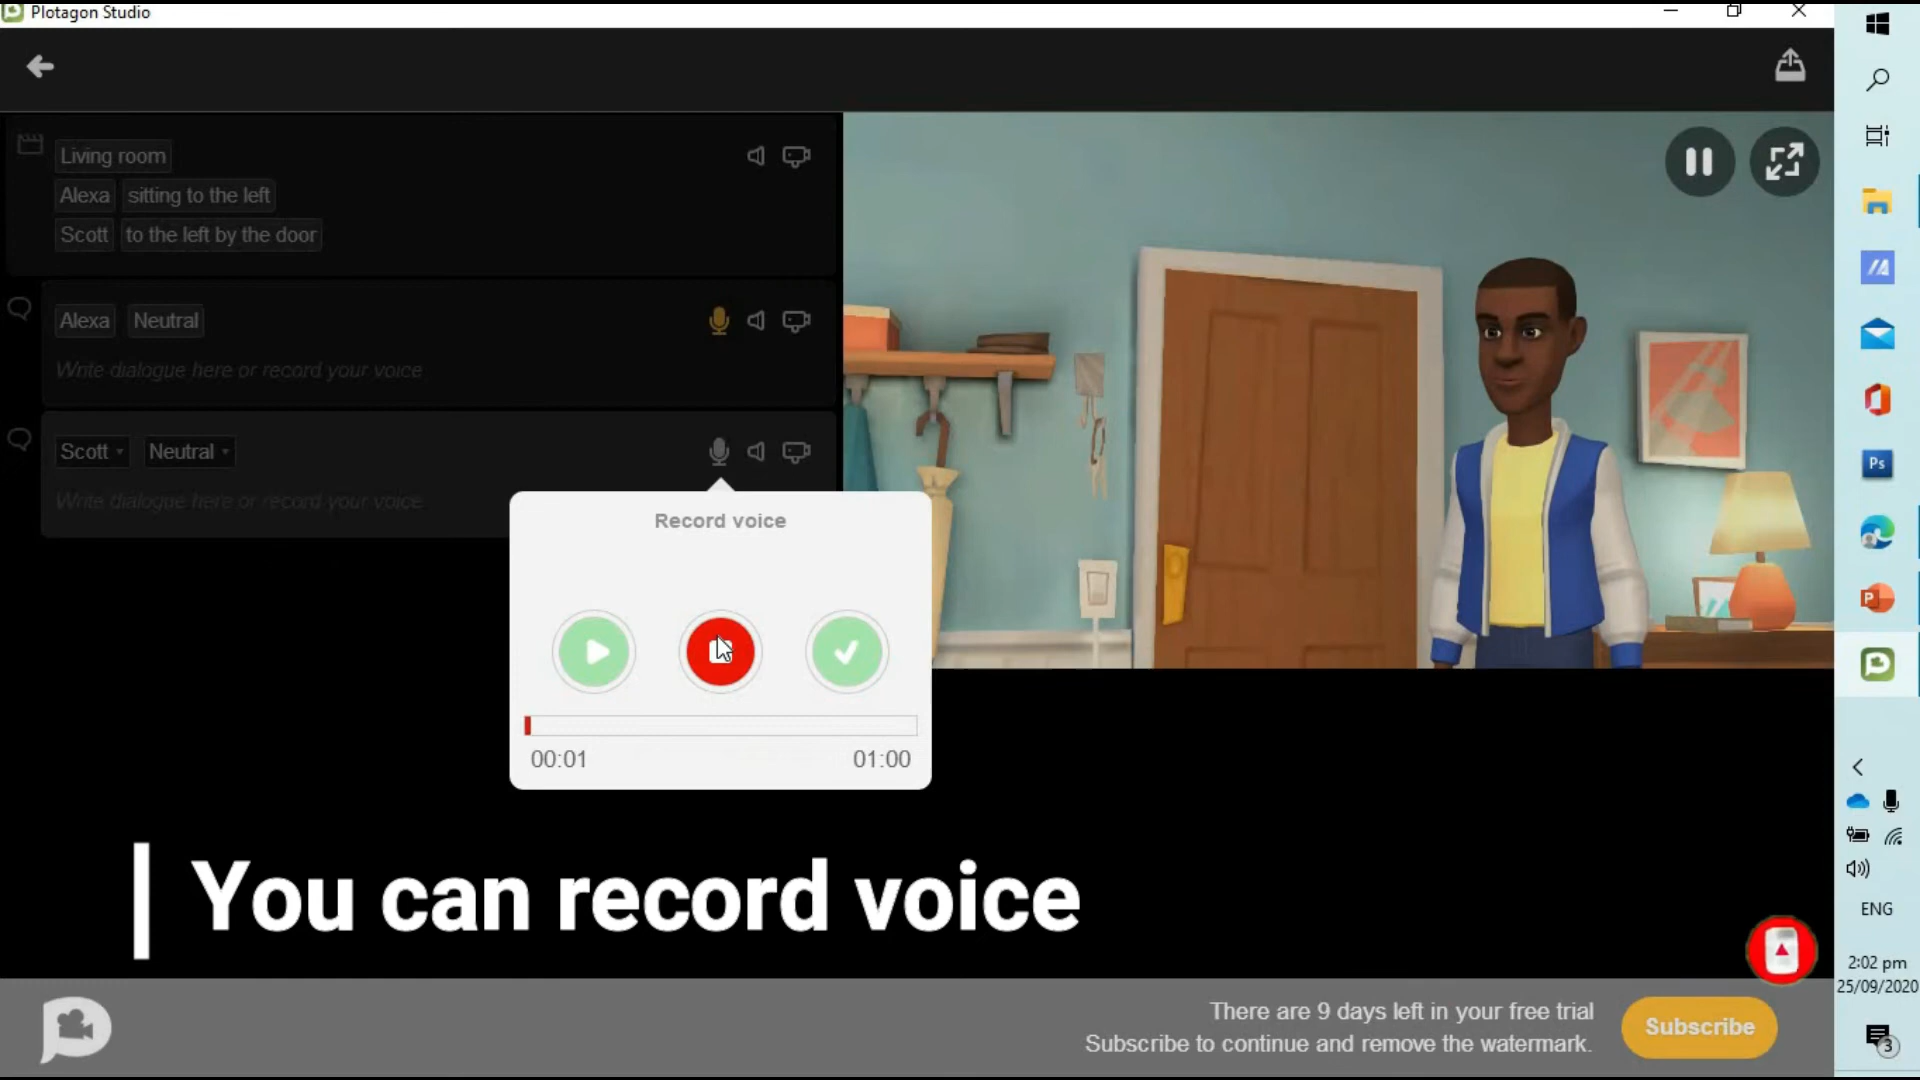 Plotagon Studio
Living room
Alexa sitting to the left
Scott to the left by the door
Alexa Neutral
Write dialogue here or record your voice
Scott Neutral
Write dialogue here or record your voice
Record voice
00:01 01:00
You can record voice
There are 9 days left in your free trial
Subscribe to continue and remove the watermark.
Subscribe
Ps
P
ENG
2:02 pm
25/09/2020
3